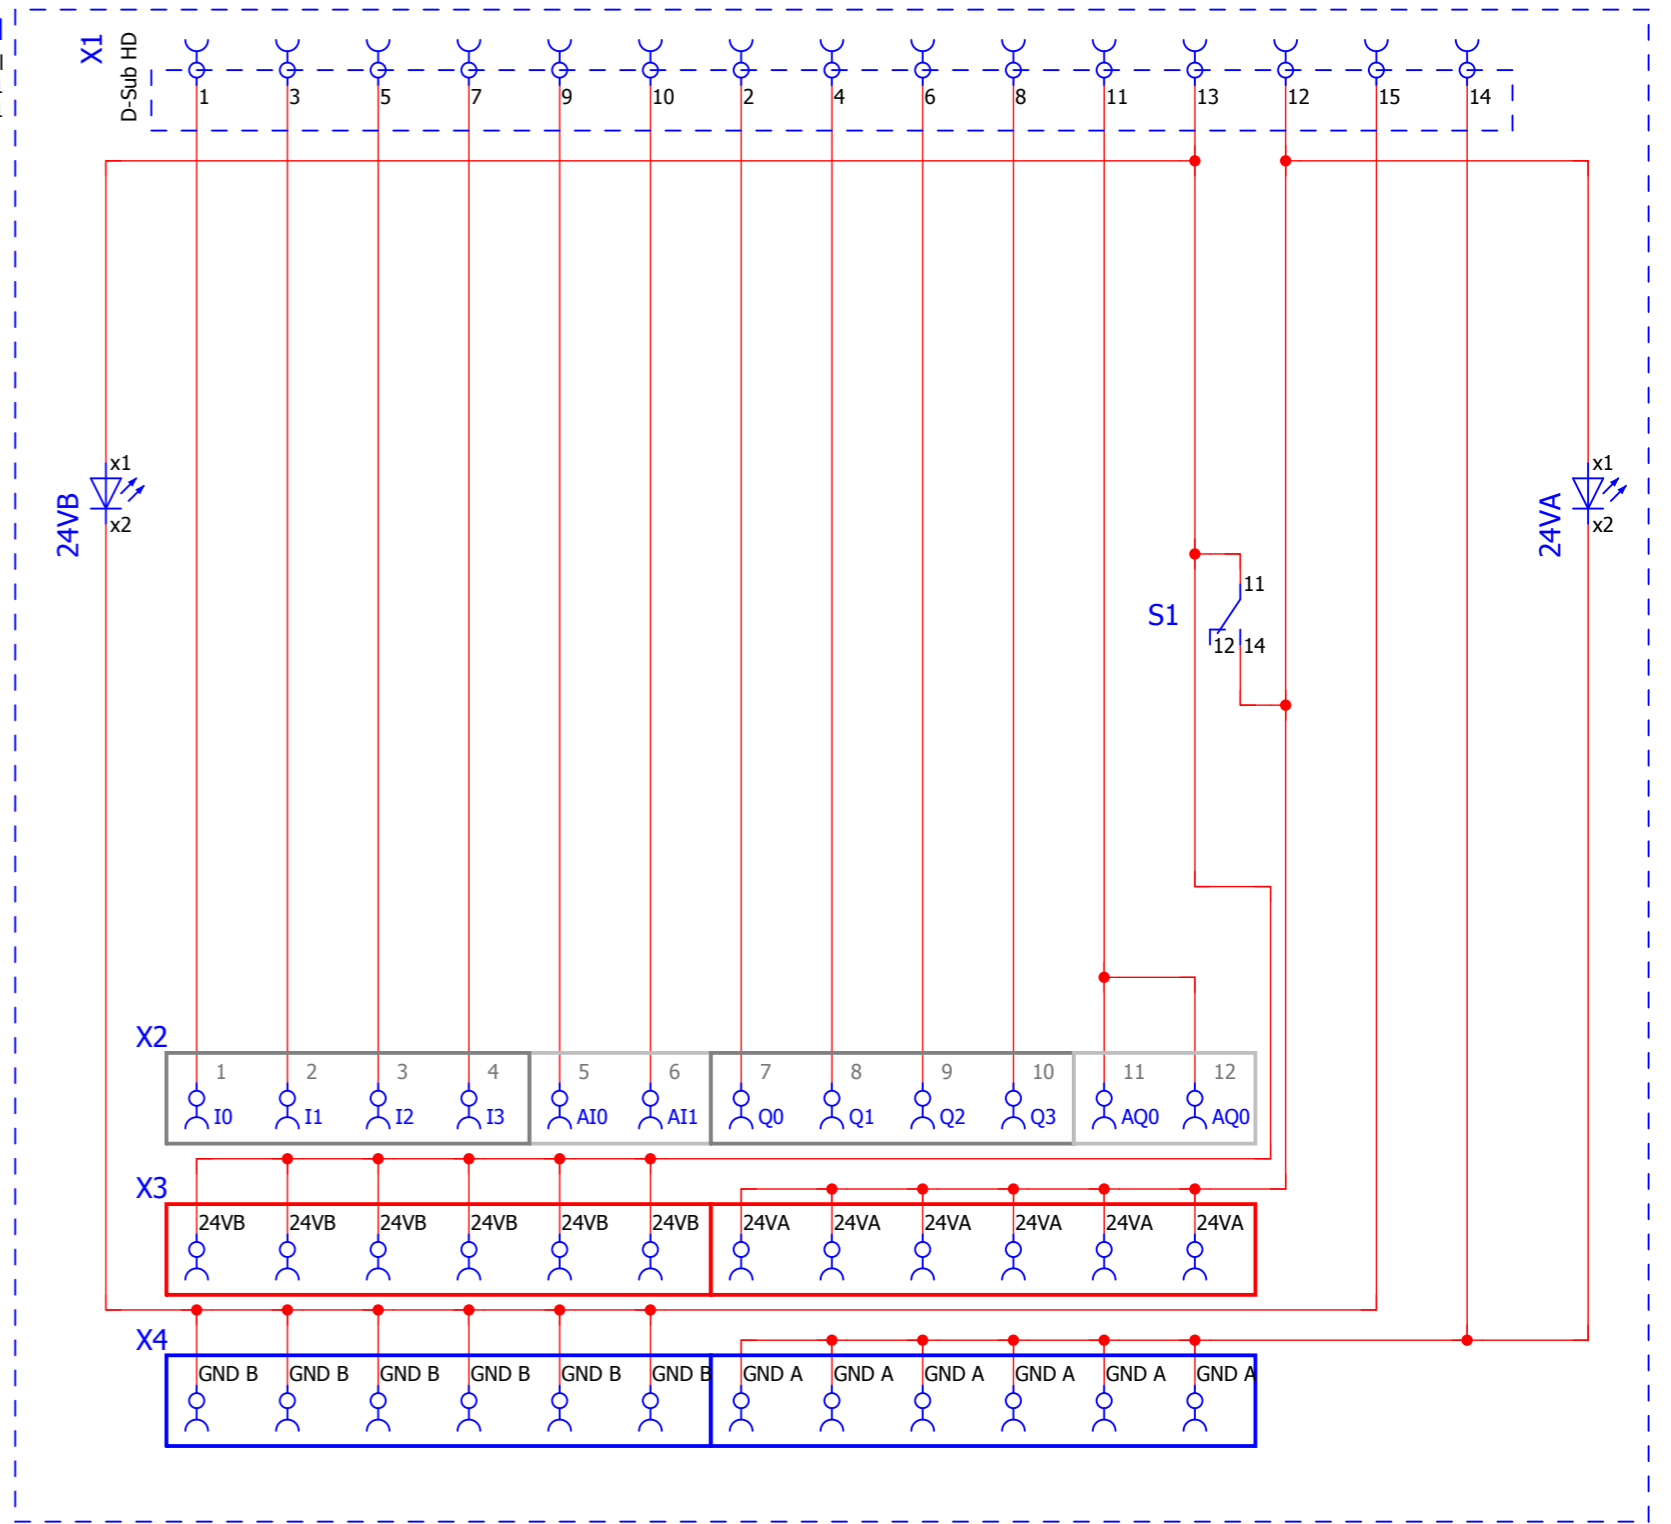 X1
D-Sub HD
1 3 5 7 9 10 2 4 6 8 11 13 12 15 14
x1
24VB
x2
x1
24VA
x2
11
S1
12 14
X2
1 2 3 4 5 6 7 8 9 10 11 12
I0 I1 I2 I3 AI0 AI1 Q0 Q1 Q2 Q3 AQ0 AQ0
X3
24VB 24VB 24VB 24VB 24VB 24VB 24VA 24VA 24VA 24VA 24VA 24VA
X4
GND B GND B GND B GND B GND B GND B GND A GND A GND A GND A GND A GND A